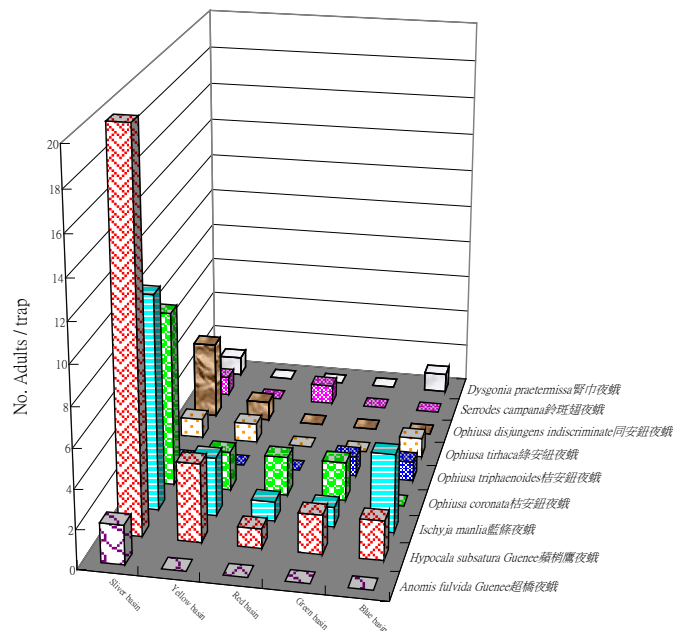 20
18
16
14
12
10
8
6
4
2
0
No. Adults / trap
Sliver basin
Yellow basin
Red basin
Green basin
Blue basin
Dysgonia praetermissa腎巾夜蛾
Serrodes campana鈴斑翅夜蛾
Ophiusa disjungens indiscriminate同安鈕夜蛾
Ophiusa tirhaca綠安鈕夜蛾
Ophiusa triphaenoides桔安鈕夜蛾
Ophiusa coronata桔安鈕夜蛾
Ischyja manlia藍條夜蛾
Hypocala subsatura Guenee蘋梢鷹夜蛾
Anomis fulvida Guenee超橋夜蛾